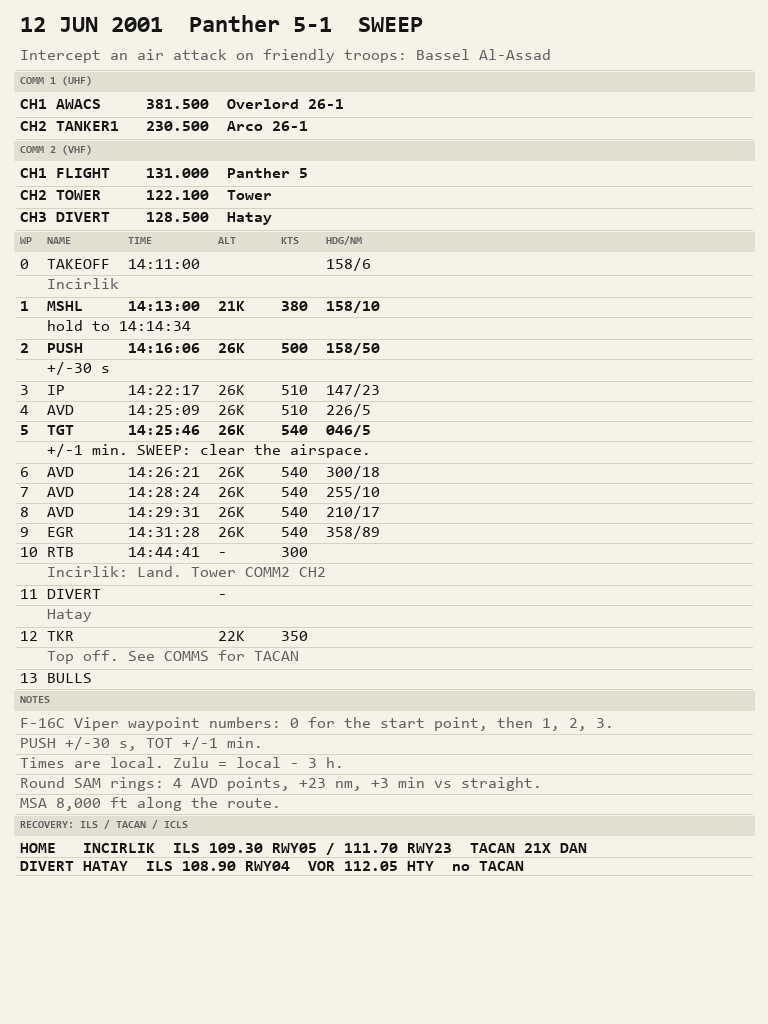 12 JUN 2001  Panther 5-1  SWEEP
Intercept an air attack on friendly troops: Bassel Al-Assad
COMM 1 (UHF)
CH1 AWACS     381.500  Overlord 26-1
CH2 TANKER1   230.500  Arco 26-1
COMM 2 (VHF)
CH1 FLIGHT    131.000  Panther 5
CH2 TOWER     122.100  Tower
CH3 DIVERT    128.500  Hatay
WP NAME     TIME      ALT    KTS  HDG/NM
0  TAKEOFF  14:11:00              158/6
Incirlik
1  MSHL     14:13:00  21K    380  158/10
hold to 14:14:34
2  PUSH     14:16:06  26K    500  158/50
+/-30 s
3  IP       14:22:17  26K    510  147/23
4  AVD      14:25:09  26K    510  226/5
5  TGT      14:25:46  26K    540  046/5
+/-1 min. SWEEP: clear the airspace.
6  AVD      14:26:21  26K    540  300/18
7  AVD      14:28:24  26K    540  255/10
8  AVD      14:29:31  26K    540  210/17
9  EGR      14:31:28  26K    540  358/89
10 RTB      14:44:41  -      300
Incirlik: Land. Tower COMM2 CH2
11 DIVERT             -
Hatay
12 TKR                22K    350
Top off. See COMMS for TACAN
13 BULLS
NOTES
F-16C Viper waypoint numbers: 0 for the start point, then 1, 2, 3.
PUSH +/-30 s, TOT +/-1 min.
Times are local. Zulu = local - 3 h.
Round SAM rings: 4 AVD points, +23 nm, +3 min vs straight.
MSA 8,000 ft along the route.
RECOVERY: ILS / TACAN / ICLS
HOME   INCIRLIK  ILS 109.30 RWY05 / 111.70 RWY23  TACAN 21X DAN
DIVERT HATAY  ILS 108.90 RWY04  VOR 112.05 HTY  no TACAN